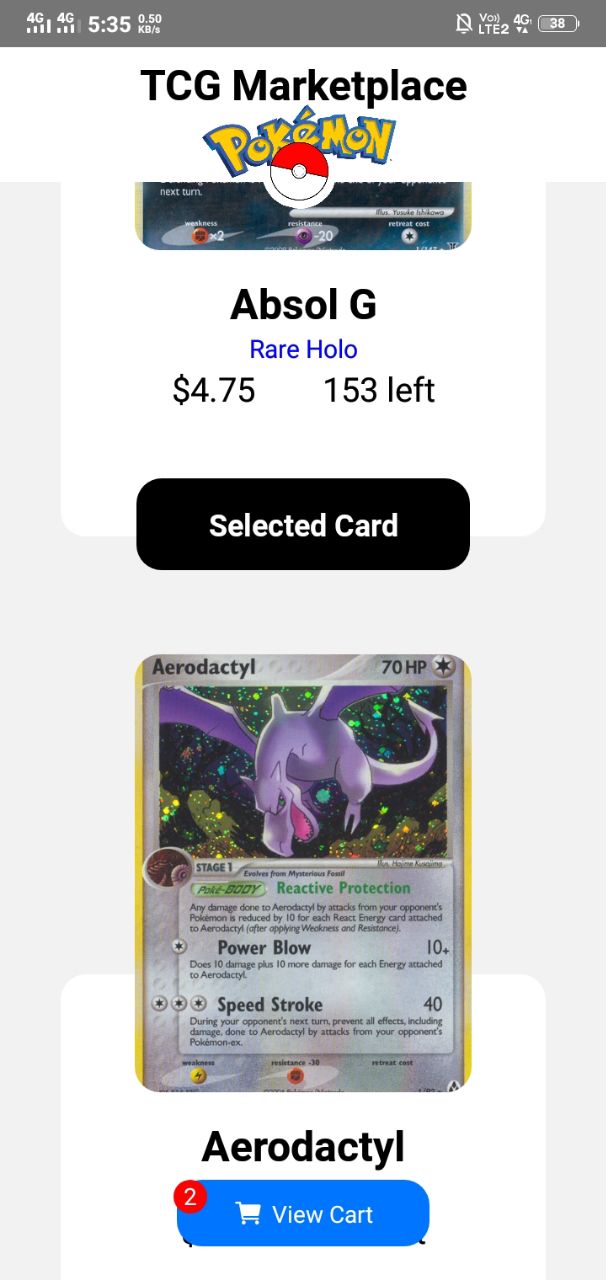 4G 4G 5:35 0.50 KB/s Vo)) LTE2 4G 38
TCG Marketplace
POKéMON
next turn.
Illus. Yusuke Ishikawa
weakness resistance retreat cost
×2 -20
Absol G
Rare Holo
$4.75 153 left
Selected Card
Aerodactyl 70 HP
Illus. Hajime Kusajima
STAGE 1 Evolves from Mysterious Fossil
Poké-BODY Reactive Protection
Any damage done to Aerodactyl by attacks from your opponent's
Pokémon is reduced by 10 for each React Energy card attached
to Aerodactyl (after applying Weakness and Resistance).
Power Blow 10+
Does 10 damage plus 10 more damage for each Energy attached
to Aerodactyl.
Speed Stroke 40
During your opponent's next turn, prevent all effects, including
damage, done to Aerodactyl by attacks from your opponent's
Pokémon-ex.
weakness resistance -30 retreat cost
Aerodactyl
2 View Cart